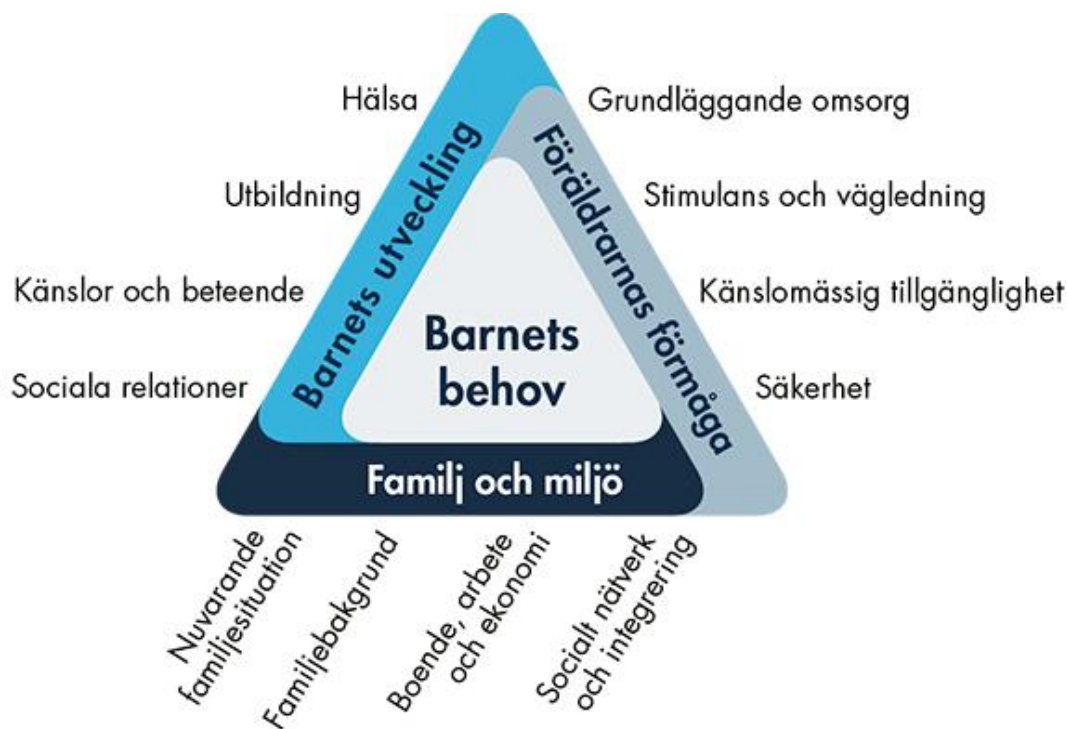 Hälsa
Utbildning
Känslor och beteende
Sociala relationer
Barnets utveckling
Grundläggande omsorg
Stimulans och vägledning
Känslomässig tillgänglighet
Säkerhet
Föräldrarnas förmåga
Barnets
behov
Familj och miljö
Nuvarande
familjesituation
Familjebakgrund
Boende, arbete
och ekonomi
Socialt nätverk
och integrering